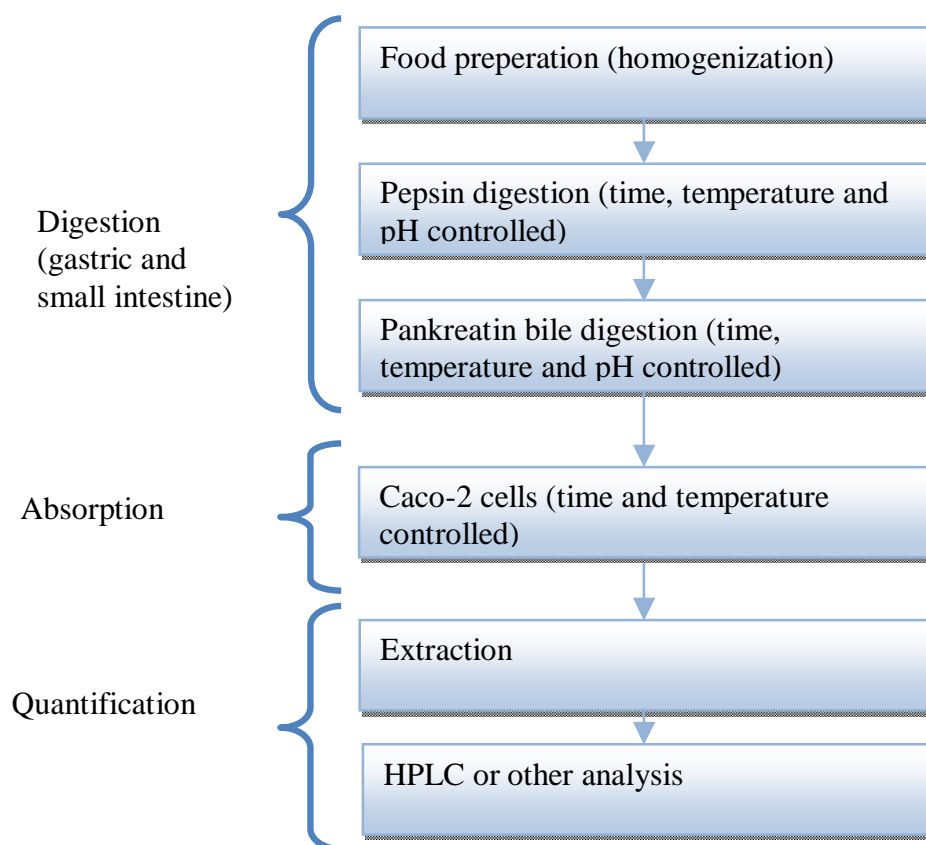 Food preperation (homogenization)
Pepsin digestion (time, temperature and
pH controlled)
Digestion
(gastric and
small intestine)
Pankreatin bile digestion (time,
temperature and pH controlled)
Absorption
Caco-2 cells (time and temperature
controlled)
Extraction
Quantification
HPLC or other analysis